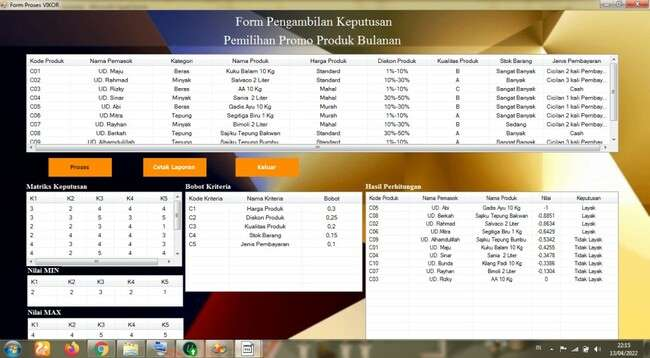 Form Proses VIKOR
Form Pengambilan Keputusan
Pemilihan Promo Produk Bulanan
Kode Produk Nama Pemasok Kategori Nama Produk Harga Produk Diskon Produk Kualitas Produk Stok Barang Jenis Pembayaran
C01 UD. Maju Beras Kuku Balam 10 Kg Standard 1%-10% B Sangat Banyak Cicilan 2 kali Pembay...
C02 UD. Rahmad Minyak Salvaco 2 Liter Standard 10%-30% B Banyak Cicilan 3 kali Pembay...
C03 UD. Rizky Beras AA 10 Kg Mahal 1%-10% C Sangat Banyak Cash
C04 UD. Sinar Minyak Sania 2 Liter Mahal 30%-50% B Sangat Banyak Cicilan 2 kali Pembay...
C05 UD. Abi Beras Gadis Ayu 10 Kg Murah 10%-30% B Sangat Banyak Cicilan 3 kali Pembay...
C06 UD.Mitra Tepung Segitiga Biru 1 Kg Murah 1%-10% A Sangat Banyak Cash
C07 UD. Rayhan Minyak Bimoli 2 Liter Mahal 10%-30% B Sedang Cicilan 2 kali Pembay...
C08 UD. Berkah Tepung Sajiku Tepung Bakwan Standard 30%-50% A Banyak Cash
C09 UD. Alhamdulillah Tepung Sajiku Tepung Bumbu Standard 1%-10% A Sangat Banyak Cicilan 3 kali Pembay...
Proses Cetak Laporan Keluar
Matriks Keputusan
K1 K2 K3 K4 K5
3 2 4 4 4
3 3 5 3 5
2 2 3 4 1
2 4 4 4 4
4 3 4 4 5
4 2 5 4 1
Nilai MIN
K1 K2 K3 K4 K5
2 2 3 2 1
Nilai MAX
K1 K2 K3 K4 K5
4 4 5 4 5
Bobot Kriteria
Kode Kriteria Nama Kriteria Bobot
C1 Harga Produk 0,3
C2 Diskon Produk 0,25
C3 Kualitas Produk 0,2
C4 Stok Barang 0,15
C5 Jenis Pembayaran 0,1
Hasil Perhitungan
Kode Produk Nama Pemasok Nama Produk Nilai Keputusan
C05 UD. Abi Gadis Ayu 10 Kg -1 Layak
C08 UD. Berkah Sajiku Tepung Bakwan -0.8851 Layak
C02 UD. Rahmad Salvaco 2 Liter -0.6634 Layak
C06 UD.Mitra Segitiga Biru 1 Kg -0.6429 Layak
C09 UD. Alhamdulillah Sajiku Tepung Bumbu -0.5342 Tidak Layak
C01 UD. Maju Kuku Balam 10 Kg -0.4255 Tidak Layak
C04 UD. Sinar Sania 2 Liter -0.3478 Tidak Layak
C10 UD. Bunda Kilang Padi 10 Kg -0.3386 Tidak Layak
C07 UD. Rayhan Bimoli 2 Liter -0.1304 Tidak Layak
C03 UD. Rizky AA 10 Kg 0 Tidak Layak
IN
22:15
13/04/2022